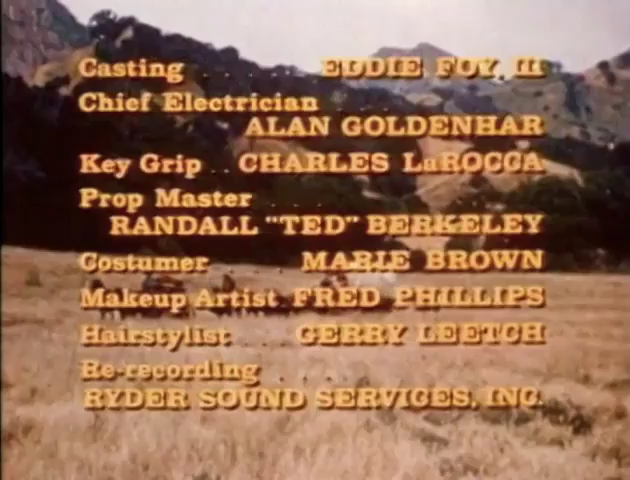 Casting . . . . . . EDDIE FOY, III
Chief Electrician . . . . . . . . . .
ALAN GOLDENHAR
Key Grip . . CHARLES LaROCCA
Prop Master . . . . . . . . . . . .
RANDALL "TED" BERKELEY
Costumer . . . . . MARIE BROWN
Makeup Artist . FRED PHILLIPS
Hairstylist . . . . GERRY LEETCH
Re-recording . . . . . . . . . . . .
RYDER SOUND SERVICES, INC.